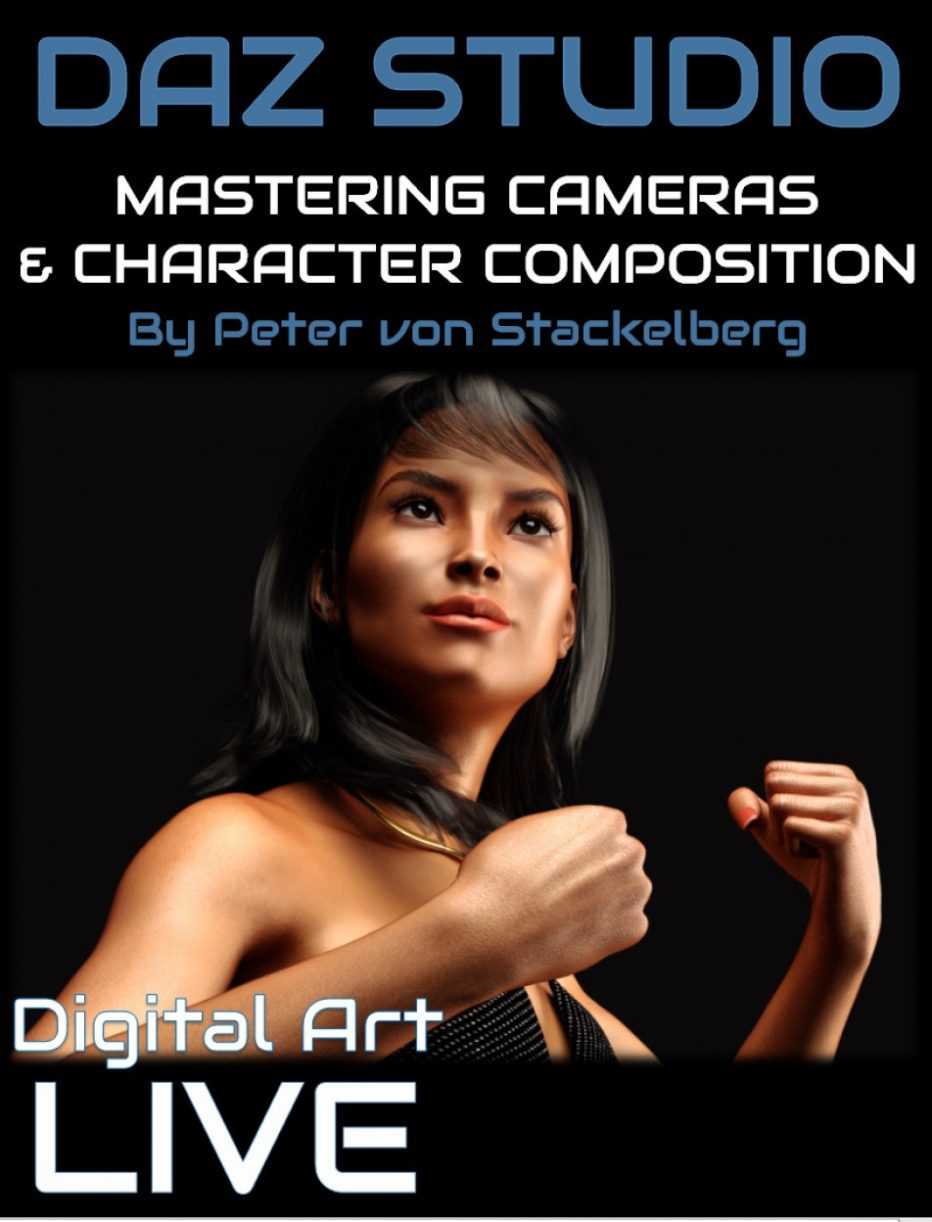 DAZ STUDIO
MASTERING CAMERAS
& CHARACTER COMPOSITION
By Peter von Stackelberg
Digital Art
LIVE